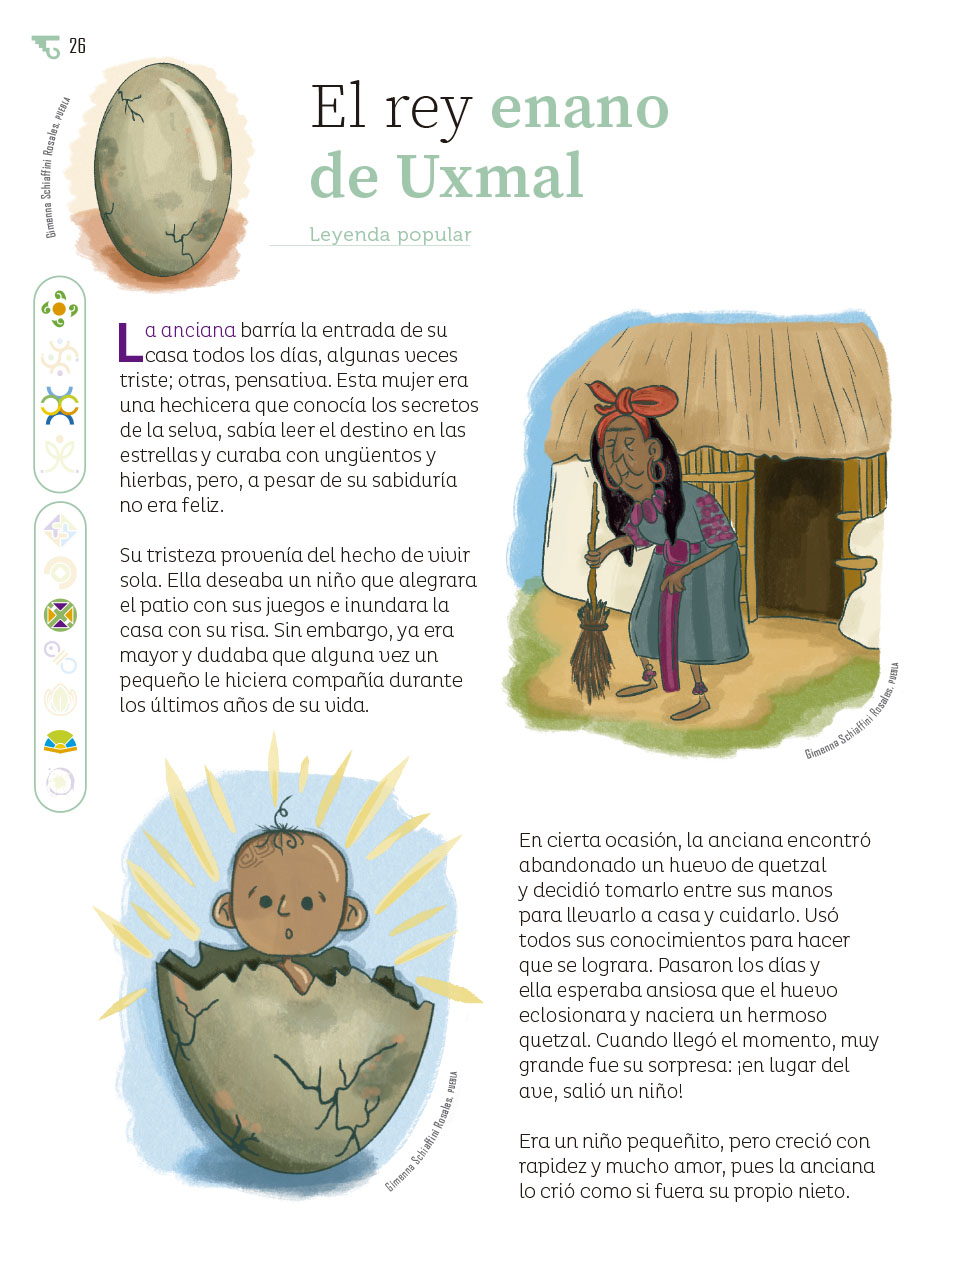 26
Gimenna Schiaffini Rosales, PUEBLA
El rey enano
de Uxmal
Leyenda popular
La anciana barría la entrada de su
casa todos los días, algunas veces
triste; otras, pensativa. Esta mujer era
una hechicera que conocía los secretos
de la selva, sabía leer el destino en las
estrellas y curaba con ungüentos y
hierbas, pero, a pesar de su sabiduría
no era feliz.
Su tristeza provenía del hecho de vivir
sola. Ella deseaba un niño que alegrara
el patio con sus juegos e inundara la
casa con su risa. Sin embargo, ya era
mayor y dudaba que alguna vez un
pequeño le hiciera compañía durante
los últimos años de su vida.
Gimenna Schiaffini Rosales, PUEBLA
En cierta ocasión, la anciana encontró
abandonado un huevo de quetzal
y decidió tomarlo entre sus manos
para llevarlo a casa y cuidarlo. Usó
todos sus conocimientos para hacer
que se lograra. Pasaron los días y
ella esperaba ansiosa que el huevo
eclosionara y naciera un hermoso
quetzal. Cuando llegó el momento, muy
grande fue su sorpresa: ¡en lugar del
ave, salió un niño!
Era un niño pequeñito, pero creció con
rapidez y mucho amor, pues la anciana
lo crió como si fuera su propio nieto.
Gimenna Schiaffini Rosales, PUEBLA